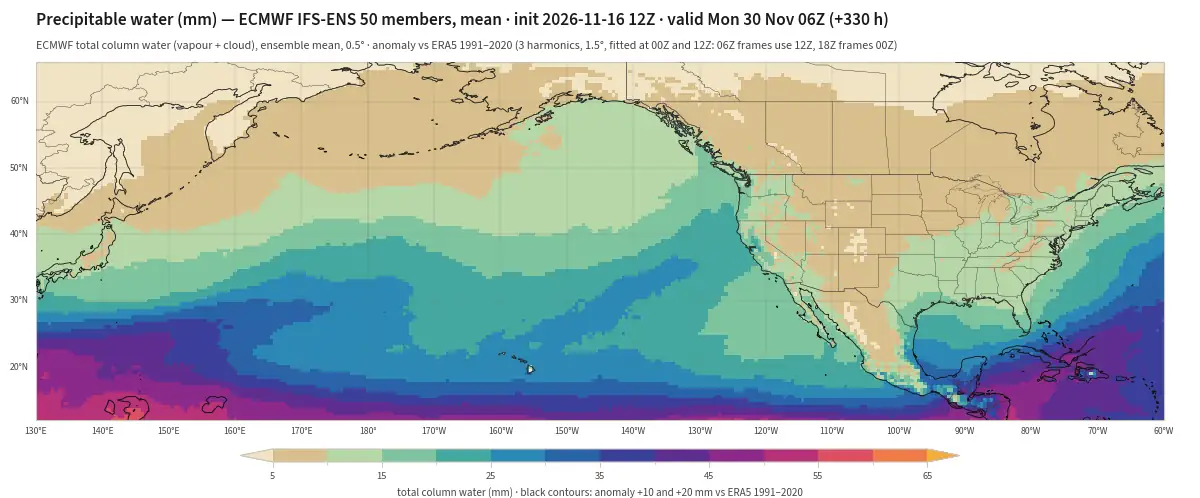 Precipitable water (mm) — ECMWF IFS-ENS 50 members, mean · init 2026-11-16 12Z · valid Mon 30 Nov 06Z (+330 h)
ECMWF total column water (vapour + cloud), ensemble mean, 0.5° · anomaly vs ERA5 1991–2020 (3 harmonics, 1.5°, fitted at 00Z and 12Z: 06Z frames use 12Z, 18Z frames 00Z)
60°N
50°N
40°N
30°N
20°N
130°E 140°E 150°E 160°E 170°E 180° 170°W 160°W 150°W 140°W 130°W 120°W 110°W 100°W 90°W 80°W 70°W 60°W
5 15 25 35 45 55 65
total column water (mm) · black contours: anomaly +10 and +20 mm vs ERA5 1991–2020